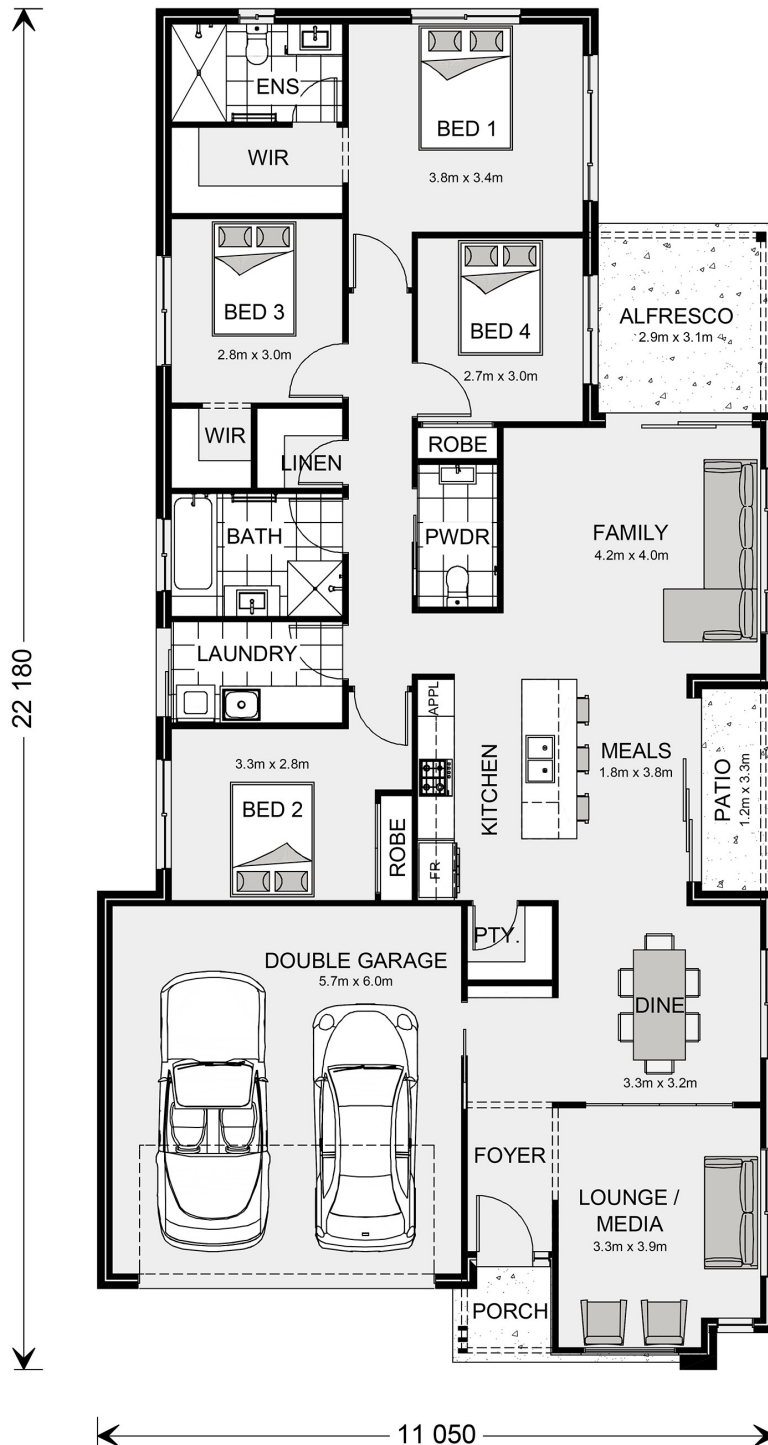 ENS
BED 1
WIR
3.8m x 3.4m
BED 3
2.8m x 3.0m
BED 4
2.7m x 3.0m
ALFRESCO
2.9m x 3.1m
WIR
LINEN
ROBE
BATH
PWDR
FAMILY
4.2m x 4.0m
LAUNDRY
22 180
APPL
KITCHEN
MEALS
1.8m x 3.8m
PATIO
1.2m x 3.3m
3.3m x 2.8m
BED 2
ROBE
FR
PTY.
DOUBLE GARAGE
5.7m x 6.0m
DINE
3.3m x 3.2m
FOYER
LOUNGE /
MEDIA
3.3m x 3.9m
PORCH
11 050